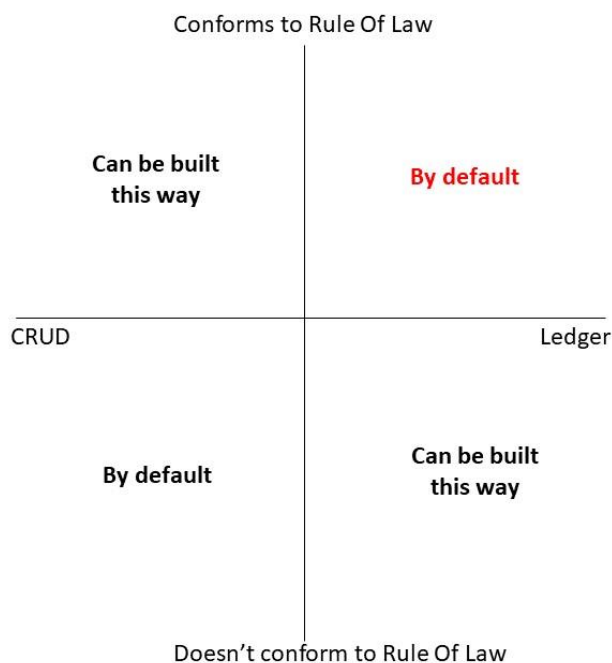 Conforms to Rule Of Law
Can be built
this way
By default
CRUD
Ledger
By default
Can be built
this way
Doesn’t conform to Rule Of Law